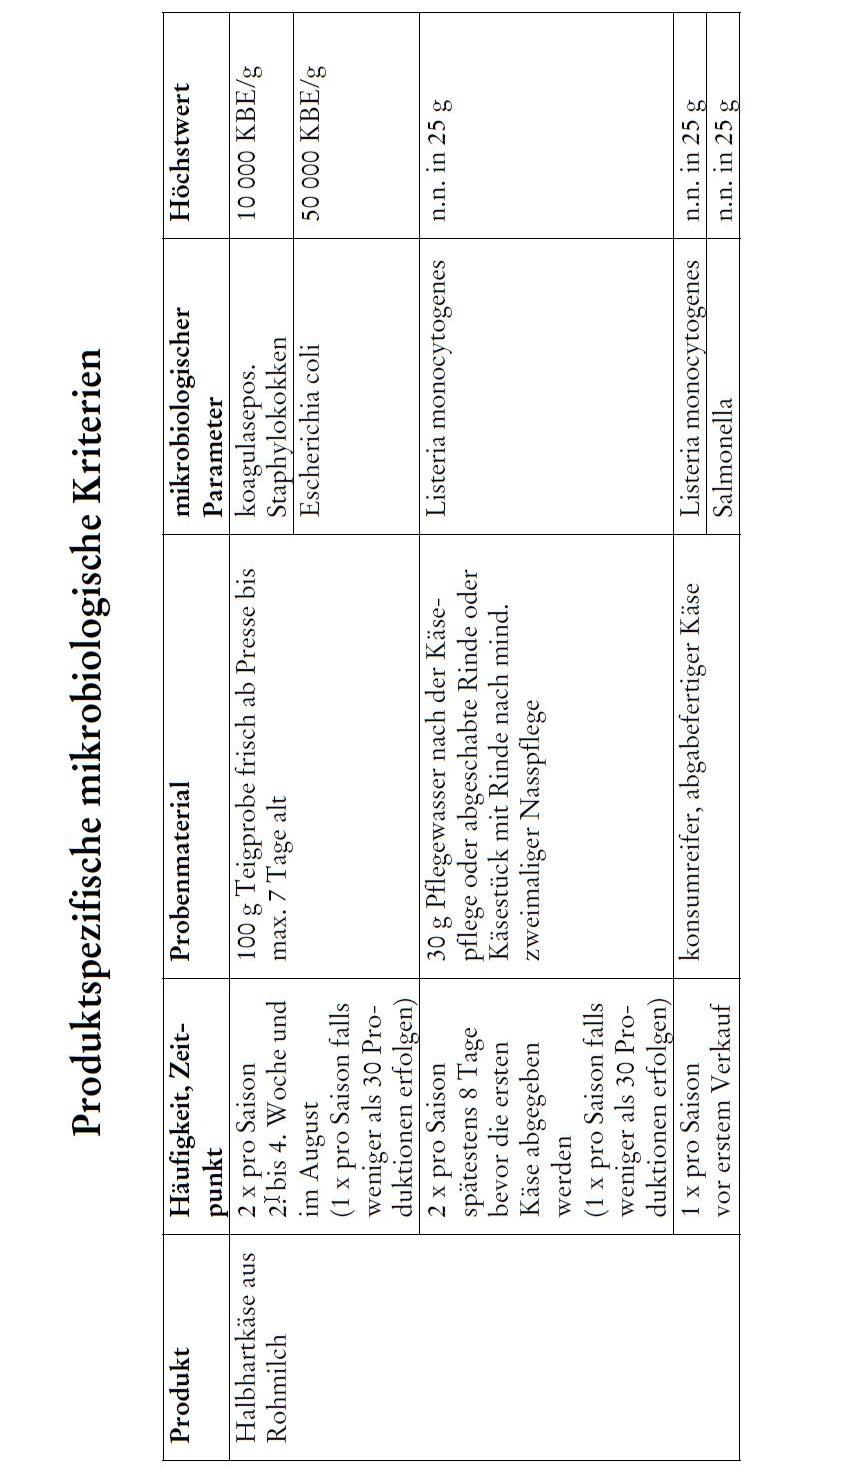 Produktspezifische mikrobiologische Kriterien
Produkt
Häufigkeit, Zeit-
punkt
Probenmaterial
mikrobiologischer
Parameter
Höchstwert
Halbhartkäse aus
Rohmilch
2 x pro Saison
2. bis 4. Woche und
im August
(1 x pro Saison falls
weniger als 30 Pro-
duktionen erfolgen)
100 g Teigprobe frisch ab Presse bis
max. 7 Tage alt
koagulasepos.
Staphylokokken
10 000 KBE/g
Escherichia coli
50 000 KBE/g
2 x pro Saison
spätestens 8 Tage
bevor die ersten
Käse abgegeben
werden
(1 x pro Saison falls
weniger als 30 Pro-
duktionen erfolgen)
30 g Pflegewasser nach der Käse-
pflege oder abgeschabte Rinde oder
Käsestück mit Rinde nach mind.
zweimaliger Nasspflege
Listeria monocytogenes
n.n. in 25 g
1 x pro Saison
vor erstem Verkauf
konsumreifer, abgabefertiger Käse
Listeria monocytogenes
n.n. in 25 g
Salmonella
n.n. in 25 g